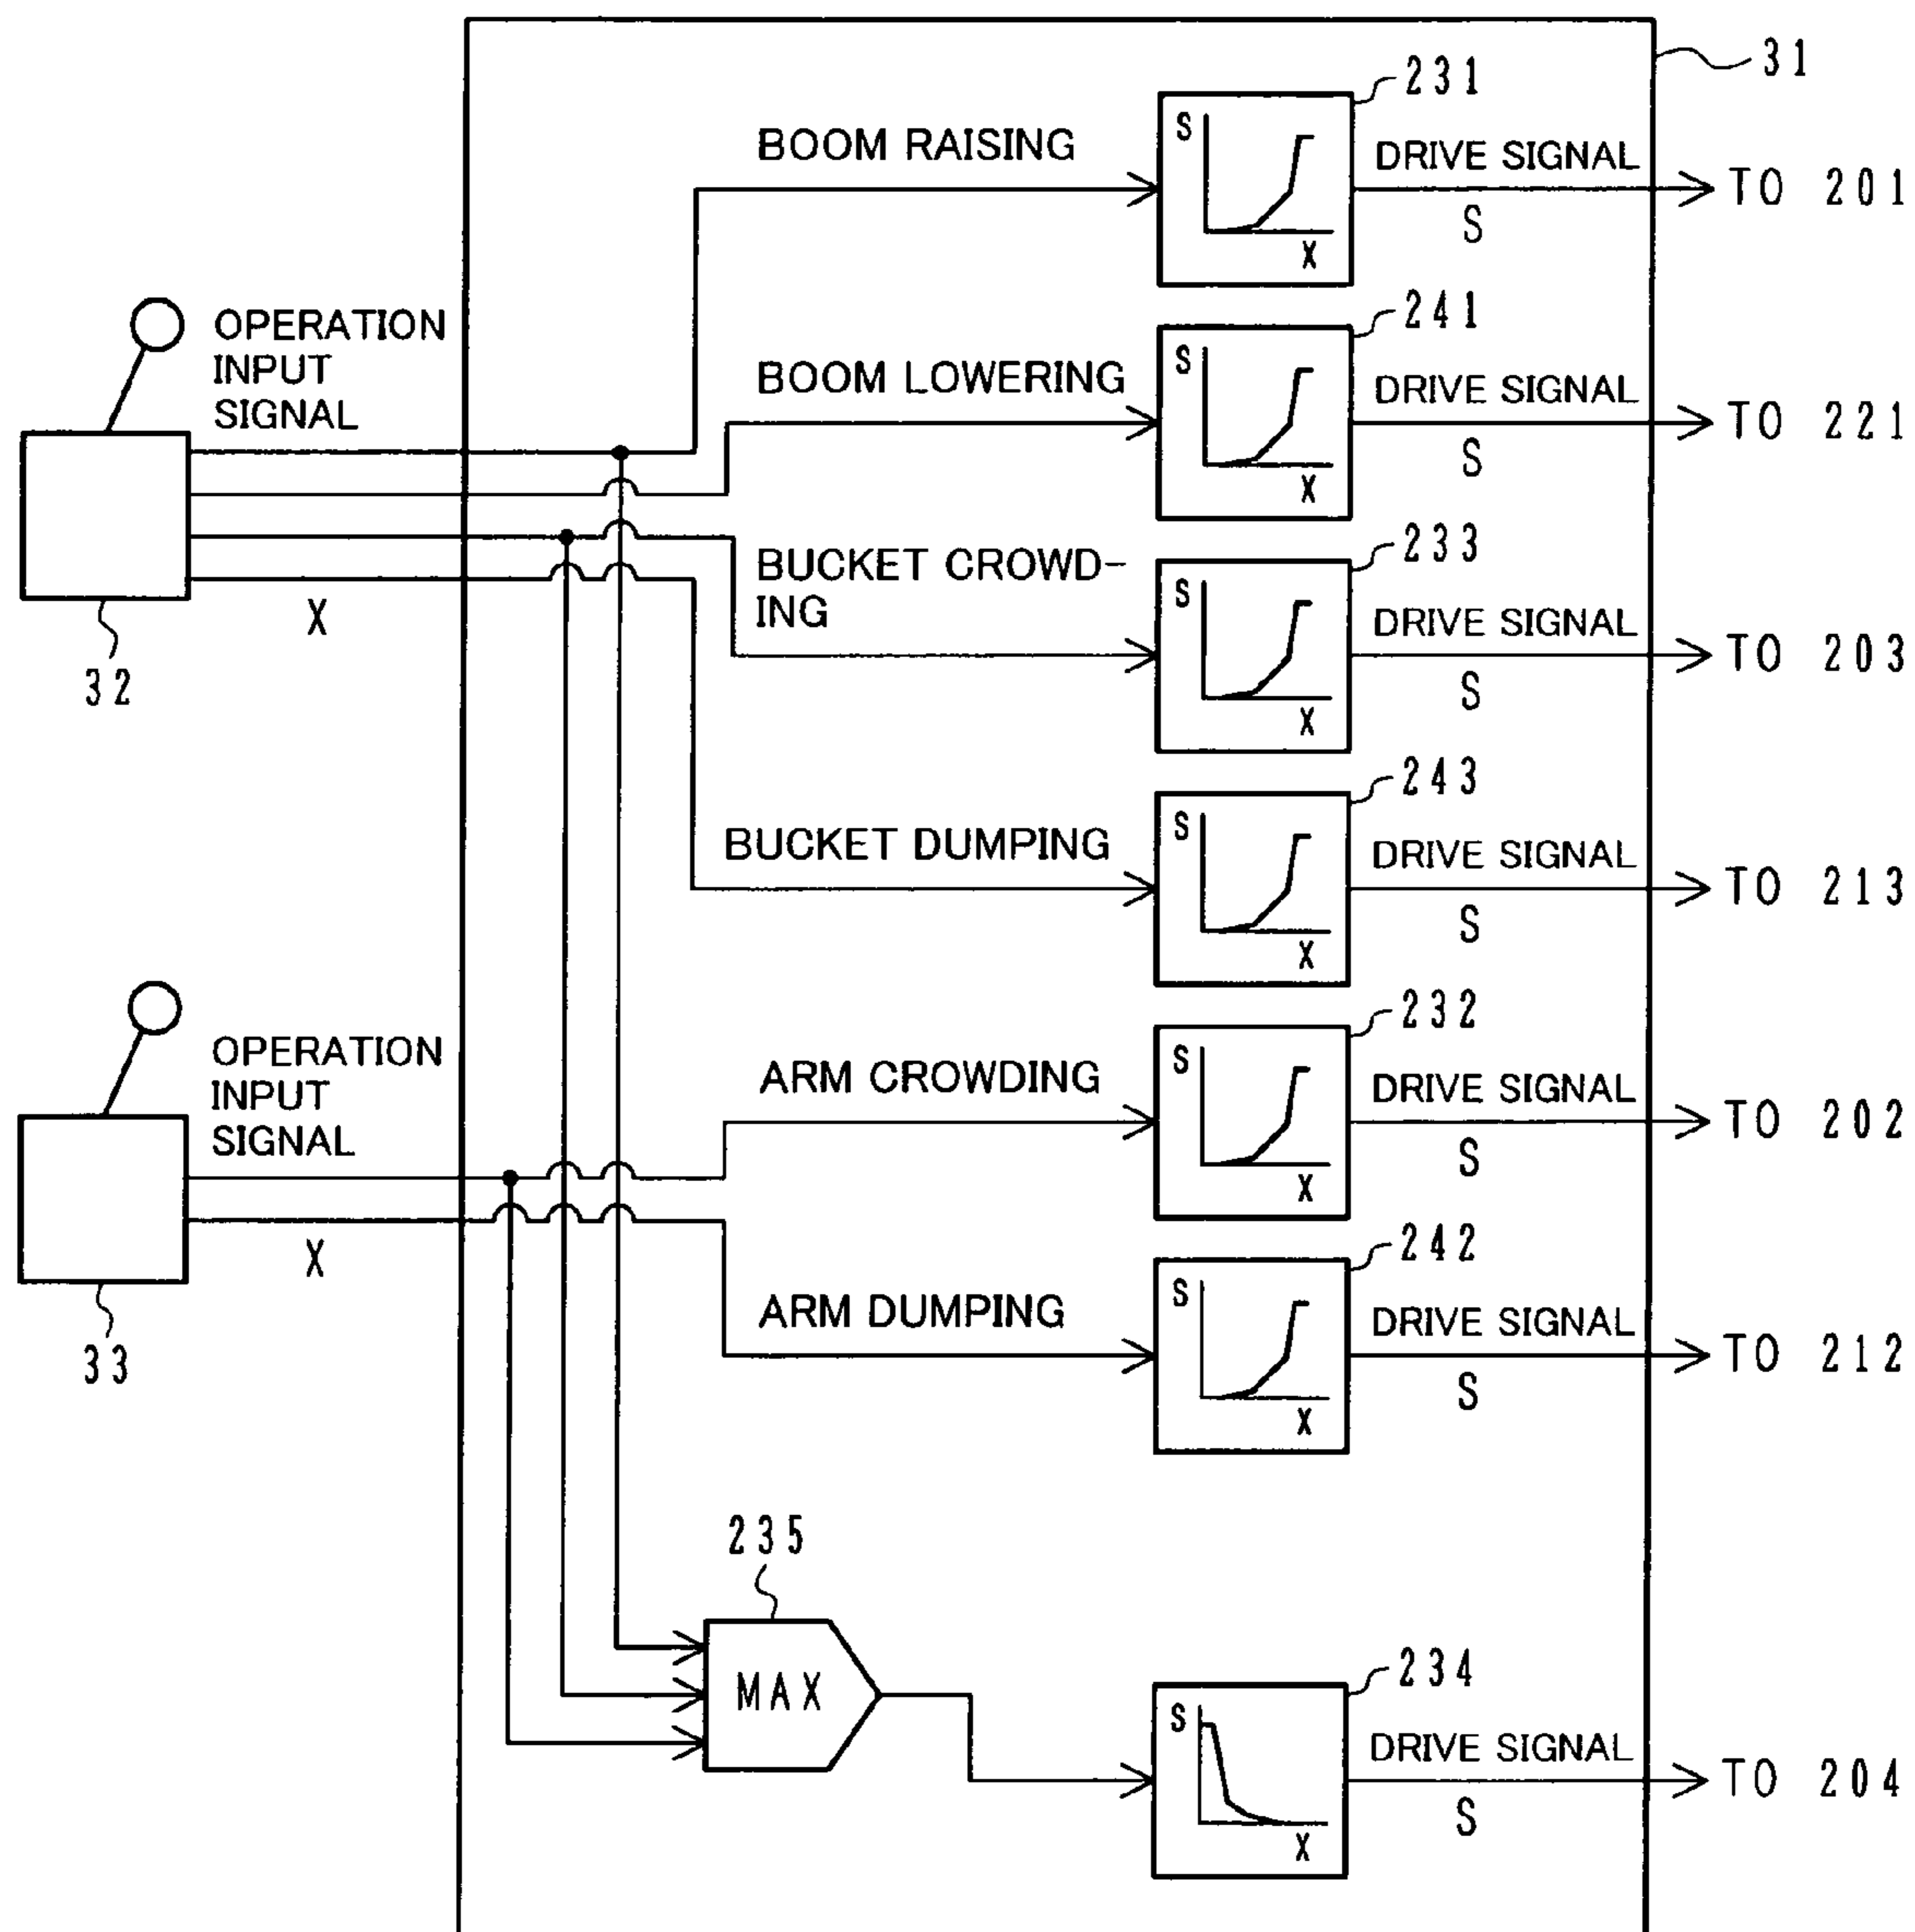 31
231
BOOM RAISING
S
X
DRIVE SIGNAL
S
TO 201
OPERATION
INPUT
SIGNAL
241
BOOM LOWERING
S
X
DRIVE SIGNAL
S
TO 221
233
BUCKET CROWD-
ING
S
X
DRIVE SIGNAL
S
TO 203
X
32
243
BUCKET DUMPING
S
X
DRIVE SIGNAL
S
TO 213
OPERATION
INPUT
SIGNAL
232
ARM CROWDING
S
X
DRIVE SIGNAL
S
TO 202
X
33
242
ARM DUMPING
S
X
DRIVE SIGNAL
S
TO 212
235
MAX
234
S
X
DRIVE SIGNAL
S
TO 204